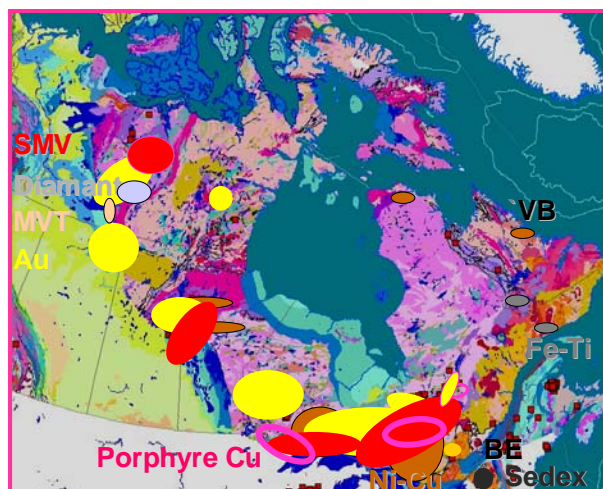 SMV
Diamant
MVT
Au
VB
Fe-Ti
?
Porphyre Cu
Ni-Cu
BE
Sedex